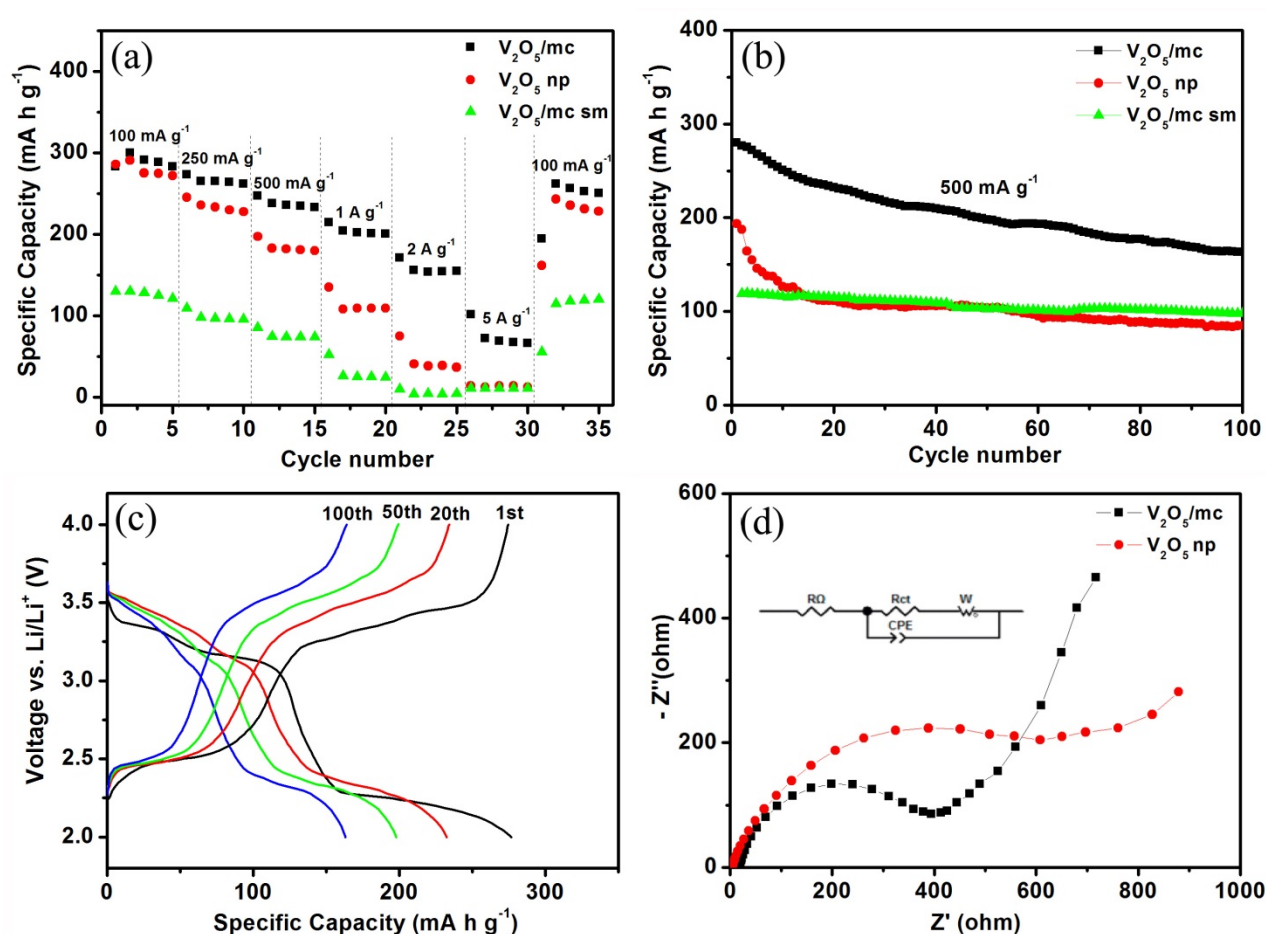 (a)
V₂O₅/mc
V₂O₅ np
V₂O₅/mc sm
100 mA g⁻¹
250 mA g⁻¹
500 mA g⁻¹
1 A g⁻¹
2 A g⁻¹
5 A g⁻¹
100 mA g⁻¹
Specific Capacity (mA h g⁻¹)
400
300
200
100
0
0 5 10 15 20 25 30 35
Cycle number
(b)
V₂O₅/mc
V₂O₅ np
V₂O₅/mc sm
500 mA g⁻¹
Specific Capacity (mA h g⁻¹)
400
300
200
100
0
0 20 40 60 80 100
Cycle number
(c)
100th 50th 20th 1st
Voltage vs. Li/Li⁺ (V)
4.0
3.5
3.0
2.5
2.0
0 100 200 300
Specific Capacity (mA h g⁻¹)
(d)
V₂O₅/mc
V₂O₅ np
RΩ Rct W
s
CPE
- Z''(ohm)
600
400
200
0
0 200 400 600 800 1000
Z' (ohm)